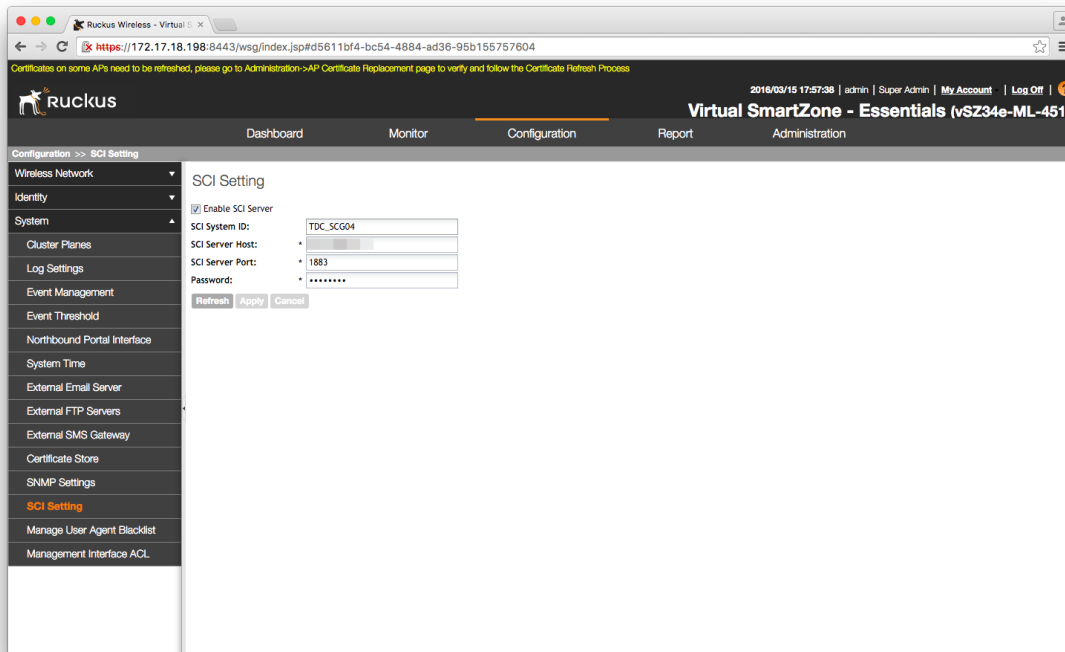 Ruckus Wireless - Virtual S
https://172.17.18.198:8443/wsg/index.jsp#d5611bf4-bc54-4884-ad36-95b155757604
Certificates on some APs need to be refreshed, please go to Administration->AP Certificate Replacement page to verify and follow the Certificate Refresh Process
2016/03/15 17:57:38 | admin | Super Admin | My Account | Log Off |
RUCKUS
Virtual SmartZone - Essentials (vSZ34e-ML-451
Dashboard Monitor Configuration Report Administration
Configuration >> SCI Setting
Wireless Network
Identity
System
Cluster Planes
Log Settings
Event Management
Event Threshold
Northbound Portal Interface
System Time
External Email Server
External FTP Servers
External SMS Gateway
Certificate Store
SNMP Settings
SCI Setting
Manage User Agent Blacklist
Management Interface ACL
SCI Setting
Enable SCI Server
SCI System ID: TDC_SCG04
SCI Server Host: *
SCI Server Port: * 1883
Password: * ••••••••
Refresh Apply Cancel